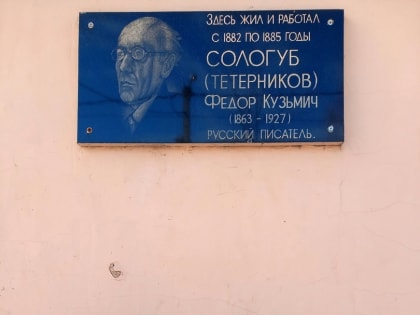 Здесь жил и работал
с 1882 по 1885 годы
СОЛОГУБ
(ТЕТЕРНИКОВ)
Федор Кузьмич
(1863 – 1927)
русский писатель.